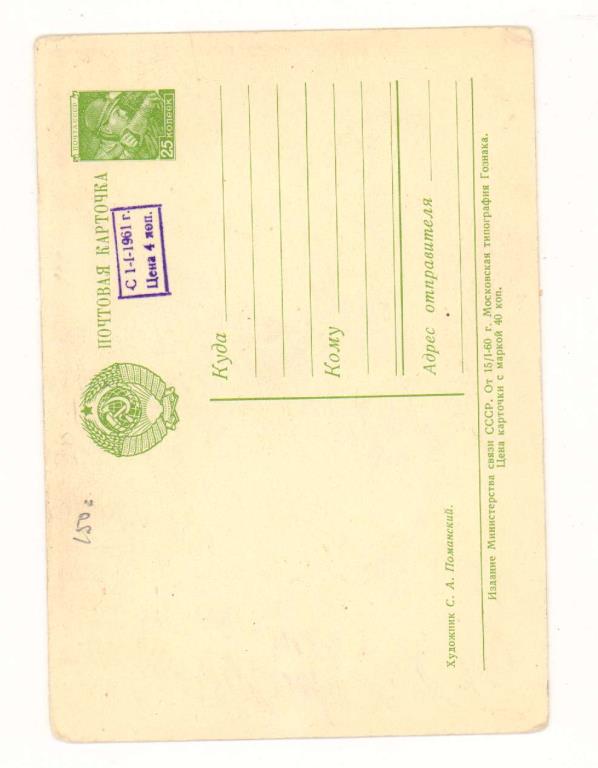 ПОЧТА СССР
25 КОПЕЕК
ПОЧТОВАЯ КАРТОЧКА
С 1-I-1961 г.
Цена 4 коп.
Куда
Кому
Адрес отправителя
Художник С. А. Поманский.
Издание Министерства связи СССР. От 15/I-60 г. Московская типография Гознака.
Цена карточки с маркой 40 коп.